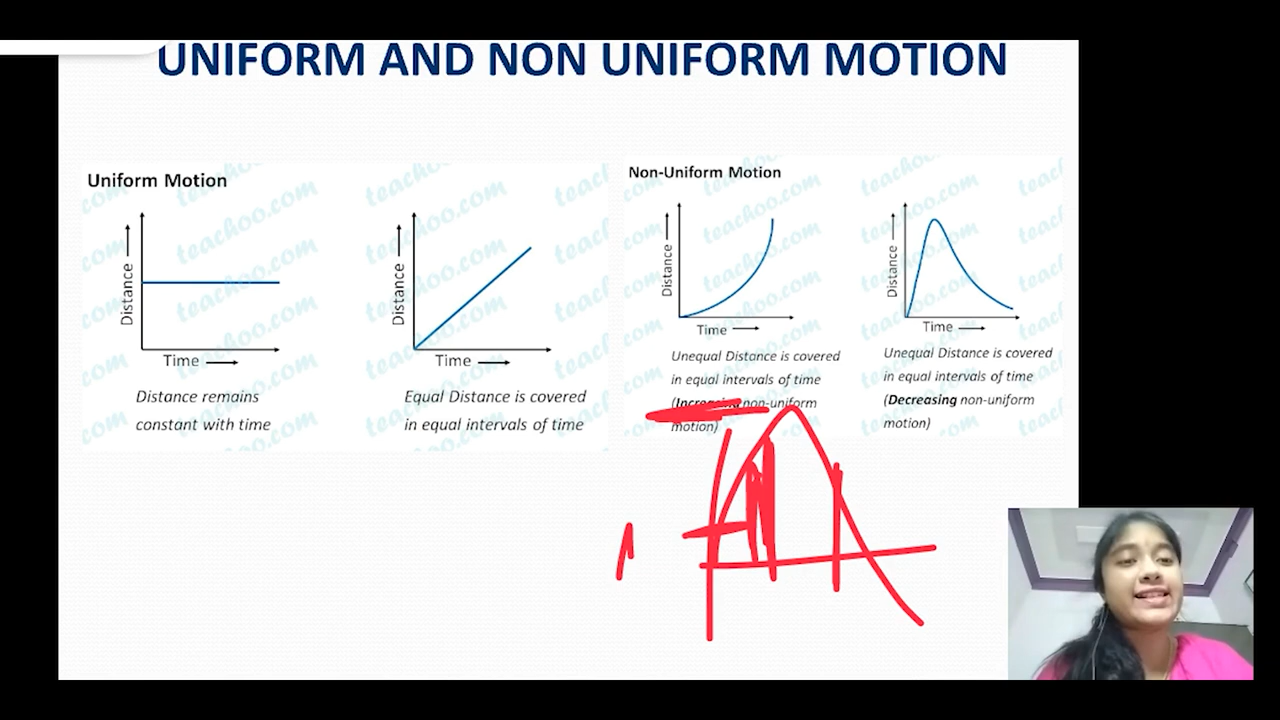 UNIFORM AND NON UNIFORM MOTION
Uniform Motion
Distance
Time
Distance remains
constant with time
Distance
Time
Equal Distance is covered
in equal intervals of time
Non-Uniform Motion
Distance
Time
Unequal Distance is covered
in equal intervals of time
(Increasing non-uniform
motion)
Distance
Time
Unequal Distance is covered
in equal intervals of time
(Decreasing non-uniform
motion)
teachoo.com